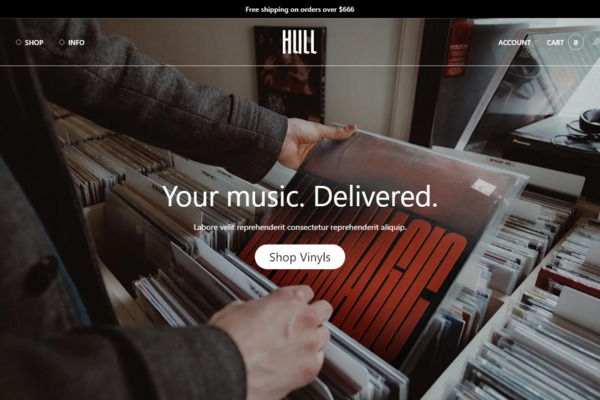 Free shipping on orders over $666
SHOP
INFO
HULL
ACCOUNT
CART 0
Your music. Delivered.
Labore velit reprehenderit consectetur reprehenderit aliquip.
Shop Vinyls